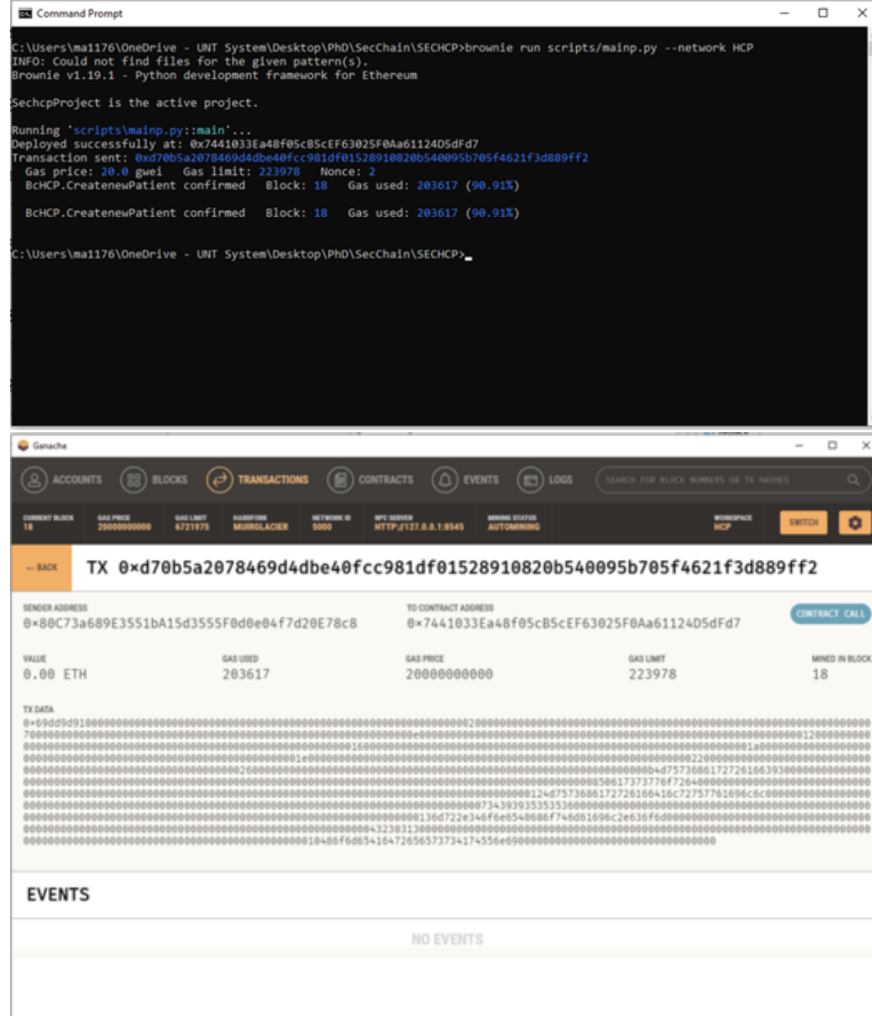 Command Prompt
C:\Users\ma1176\OneDrive - UNT System\Desktop\PhD\SecChain\SECHCP>brownie run scripts/mainp.py --network HCP
INFO: Could not find files for the given pattern(s).
Brownie v1.19.1 - Python development framework for Ethereum
SechcpProject is the active project.
Running 'scripts\mainp.py::main'...
Deployed successfully at: 0x7441033Ea48f05cB5cEF63025F0Aa61124D5dFd7
Transaction sent: 0xd70b5a2078469d4dbe40fcc981df01528910820b540095b705f4621f3d889ff2
Gas price: 20.0 gwei Gas limit: 223978 Nonce: 2
BcHCP.CreatenewPatient confirmed Block: 18 Gas used: 203617 (90.91%)
BcHCP.CreatenewPatient confirmed Block: 18 Gas used: 203617 (90.91%)
C:\Users\ma1176\OneDrive - UNT System\Desktop\PhD\SecChain\SECHCP>
Ganache
ACCOUNTS BLOCKS TRANSACTIONS CONTRACTS EVENTS LOGS SEARCH FOR BLOCK NUMBERS OR TX HASHES
CURRENT BLOCK GAS PRICE GAS LIMIT HARDFORK NETWORK ID RPC SERVER MINING STATUS WORKSPACE
18 20000000000 6721975 MUIRGLACIER 5000 HTTP://127.0.0.1:8545 AUTOMINING HCP SWITCH
← BACK TX 0×d70b5a2078469d4dbe40fcc981df01528910820b540095b705f4621f3d889ff2
SENDER ADDRESS TO CONTRACT ADDRESS
0×80C73a689E3551bA15d3555F0d0e04f7d20E78c8 0×7441033Ea48f05cB5cEF63025F0Aa61124D5dFd7 CONTRACT CALL
VALUE GAS USED GAS PRICE GAS LIMIT MINED IN BLOCK
0.00 ETH 203617 20000000000 223978 18
TX DATA
EVENTS
NO EVENTS